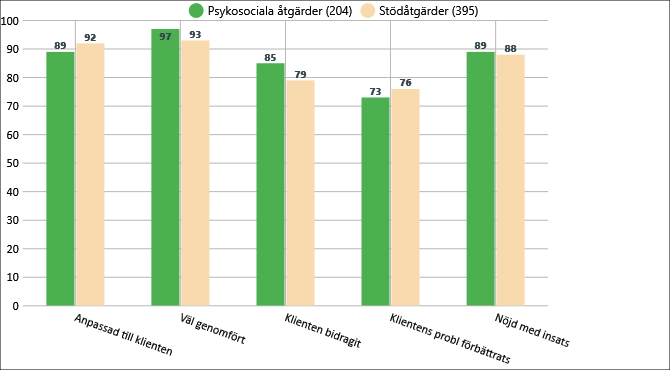 Psykosociala åtgärder (204) Stödåtgärder (395)
100
90
80
70
60
50
40
30
20
10
0
89 92 97 93 85 79 73 76 89 88
Anpassad till klienten
Väl genomfört
Klienten bidragit
Klientens probl förbättrats
Nöjd med insats